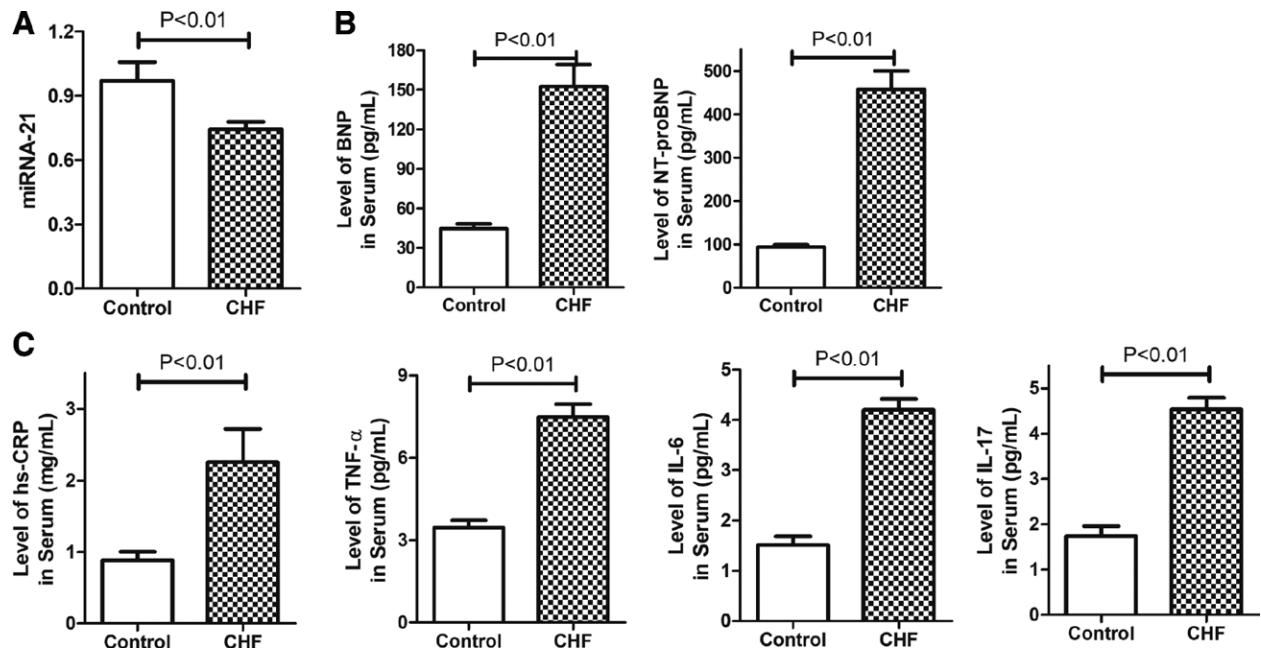 A
P<0.01
miRNA-21
1.2
0.9
0.6
0.3
0.0
Control
CHF
B
P<0.01
Level of BNP
in Serum (pg/mL)
180
150
120
90
60
30
0
Control
CHF
P<0.01
Level of NT-proBNP
in Serum (pg/mL)
500
400
300
200
100
0
Control
CHF
C
P<0.01
Level of hs-CRP
in Serum (mg/mL)
3
2
1
0
Control
CHF
P<0.01
Level of TNF-α
in Serum (pg/mL)
9
6
3
0
Control
CHF
P<0.01
Level of IL-6
in Serum (pg/mL)
5
4
3
2
1
0
Control
CHF
P<0.01
Level of IL-17
in Serum (pg/mL)
5
4
3
2
1
0
Control
CHF